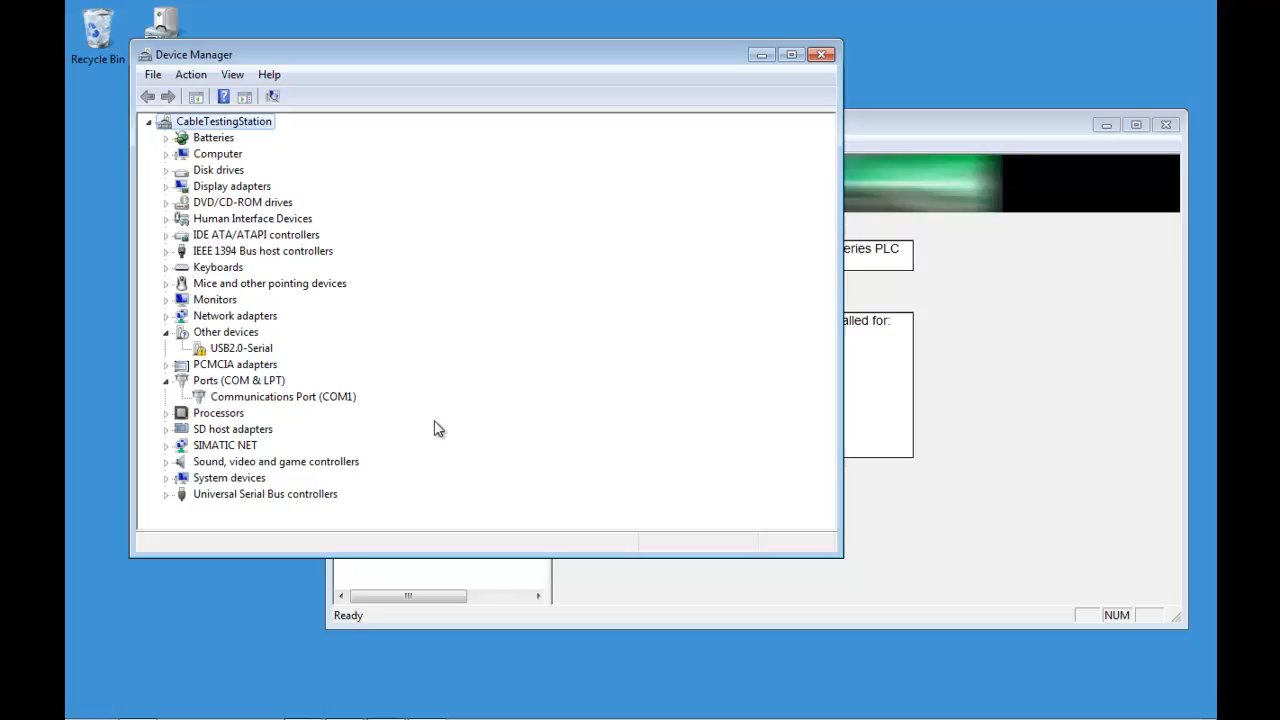 Recycle Bin
Device Manager
File Action View Help
CableTestingStation
Batteries
Computer
Disk drives
Display adapters
DVD/CD-ROM drives
Human Interface Devices
IDE ATA/ATAPI controllers
IEEE 1394 Bus host controllers
Keyboards
Mice and other pointing devices
Monitors
Network adapters
Other devices
USB2.0-Serial
PCMCIA adapters
Ports (COM & LPT)
Communications Port (COM1)
Processors
SD host adapters
SIMATIC NET
Sound, video and game controllers
System devices
Universal Serial Bus controllers
eries PLC
alled for:
Ready
NUM